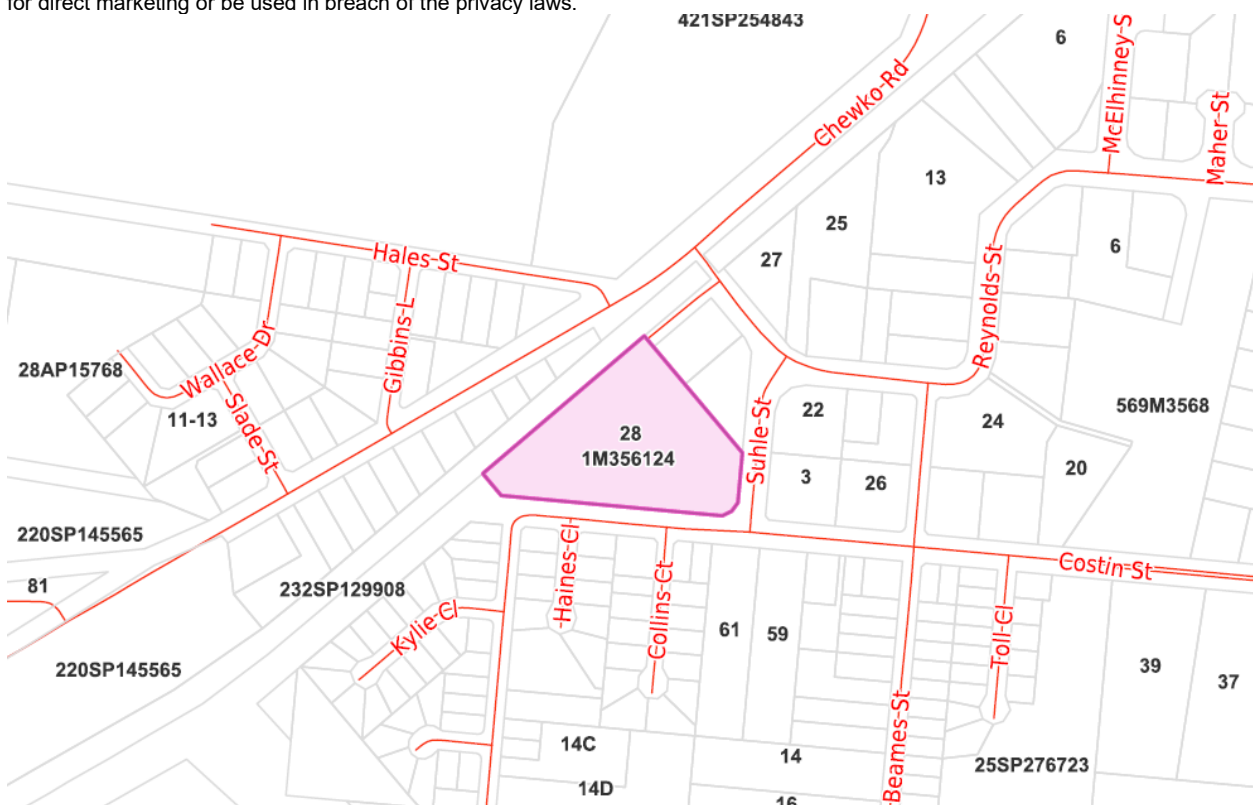 for direct marketing or be used in breach of the privacy laws.
421SP254843
6
McElhinney-S
Chewko-Rd
Maher-St
13
25
6
Hales-St
27
Reynolds-St
Gibbins-L
28AP15768
Wallace-Dr
11-13
Slade-St
22
569M3568
24
28
1M356124
Suhle-St
3
26
20
220SP145565
Costin-St
81
232SP129908
Haines-Cl
Collins-Ct
Kylie-Cl
61
59
Toll-Cl
220SP145565
39
37
Beames-St
14C
14
25SP276723
14D
16